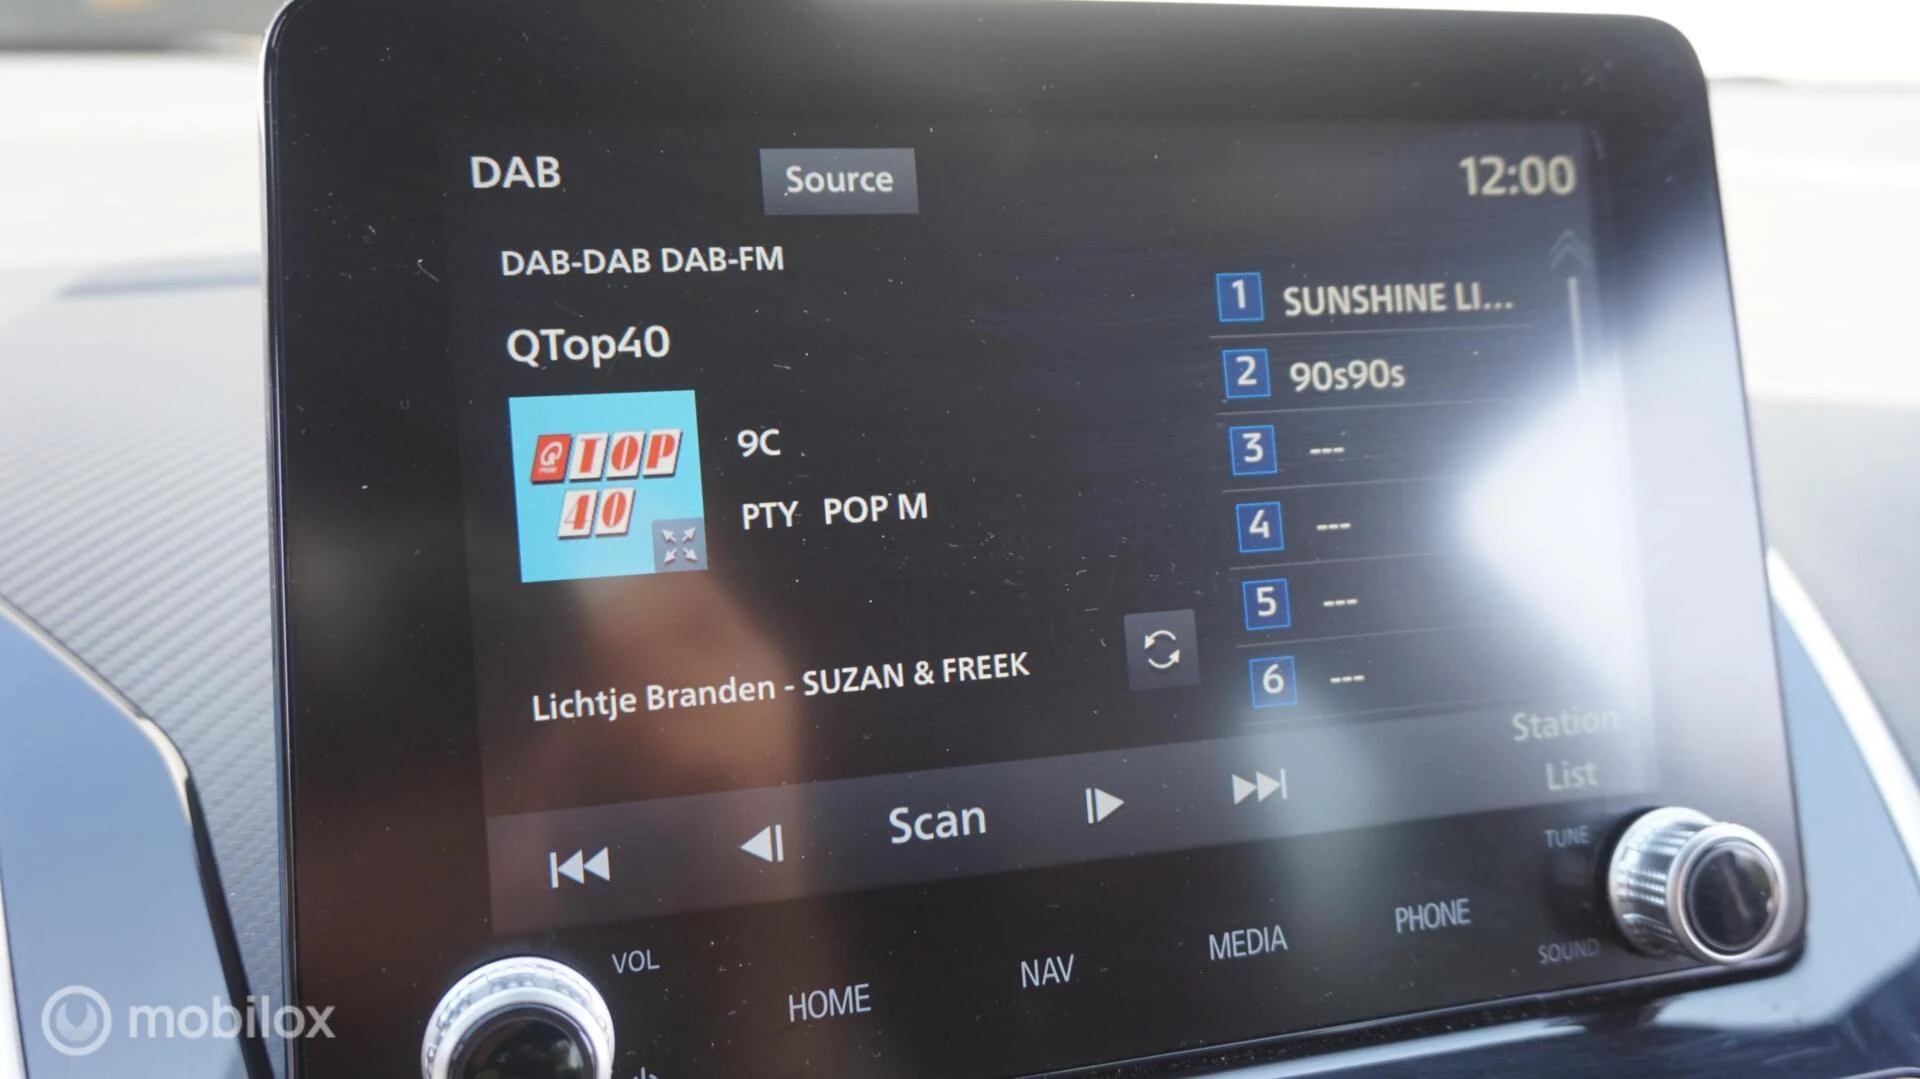 DAB
Source
12:00
DAB-DAB DAB-FM
QTop40
Q TOP
40
9C
PTY POP M
Lichtje Branden - SUZAN & FREEK
1 SUNSHINE LI...
2 90s90s
3 ---
4 ---
5 ---
6 ---
Station
List
Scan
TUNE
SOUND
VOL
HOME
NAV
MEDIA
PHONE
mobilox